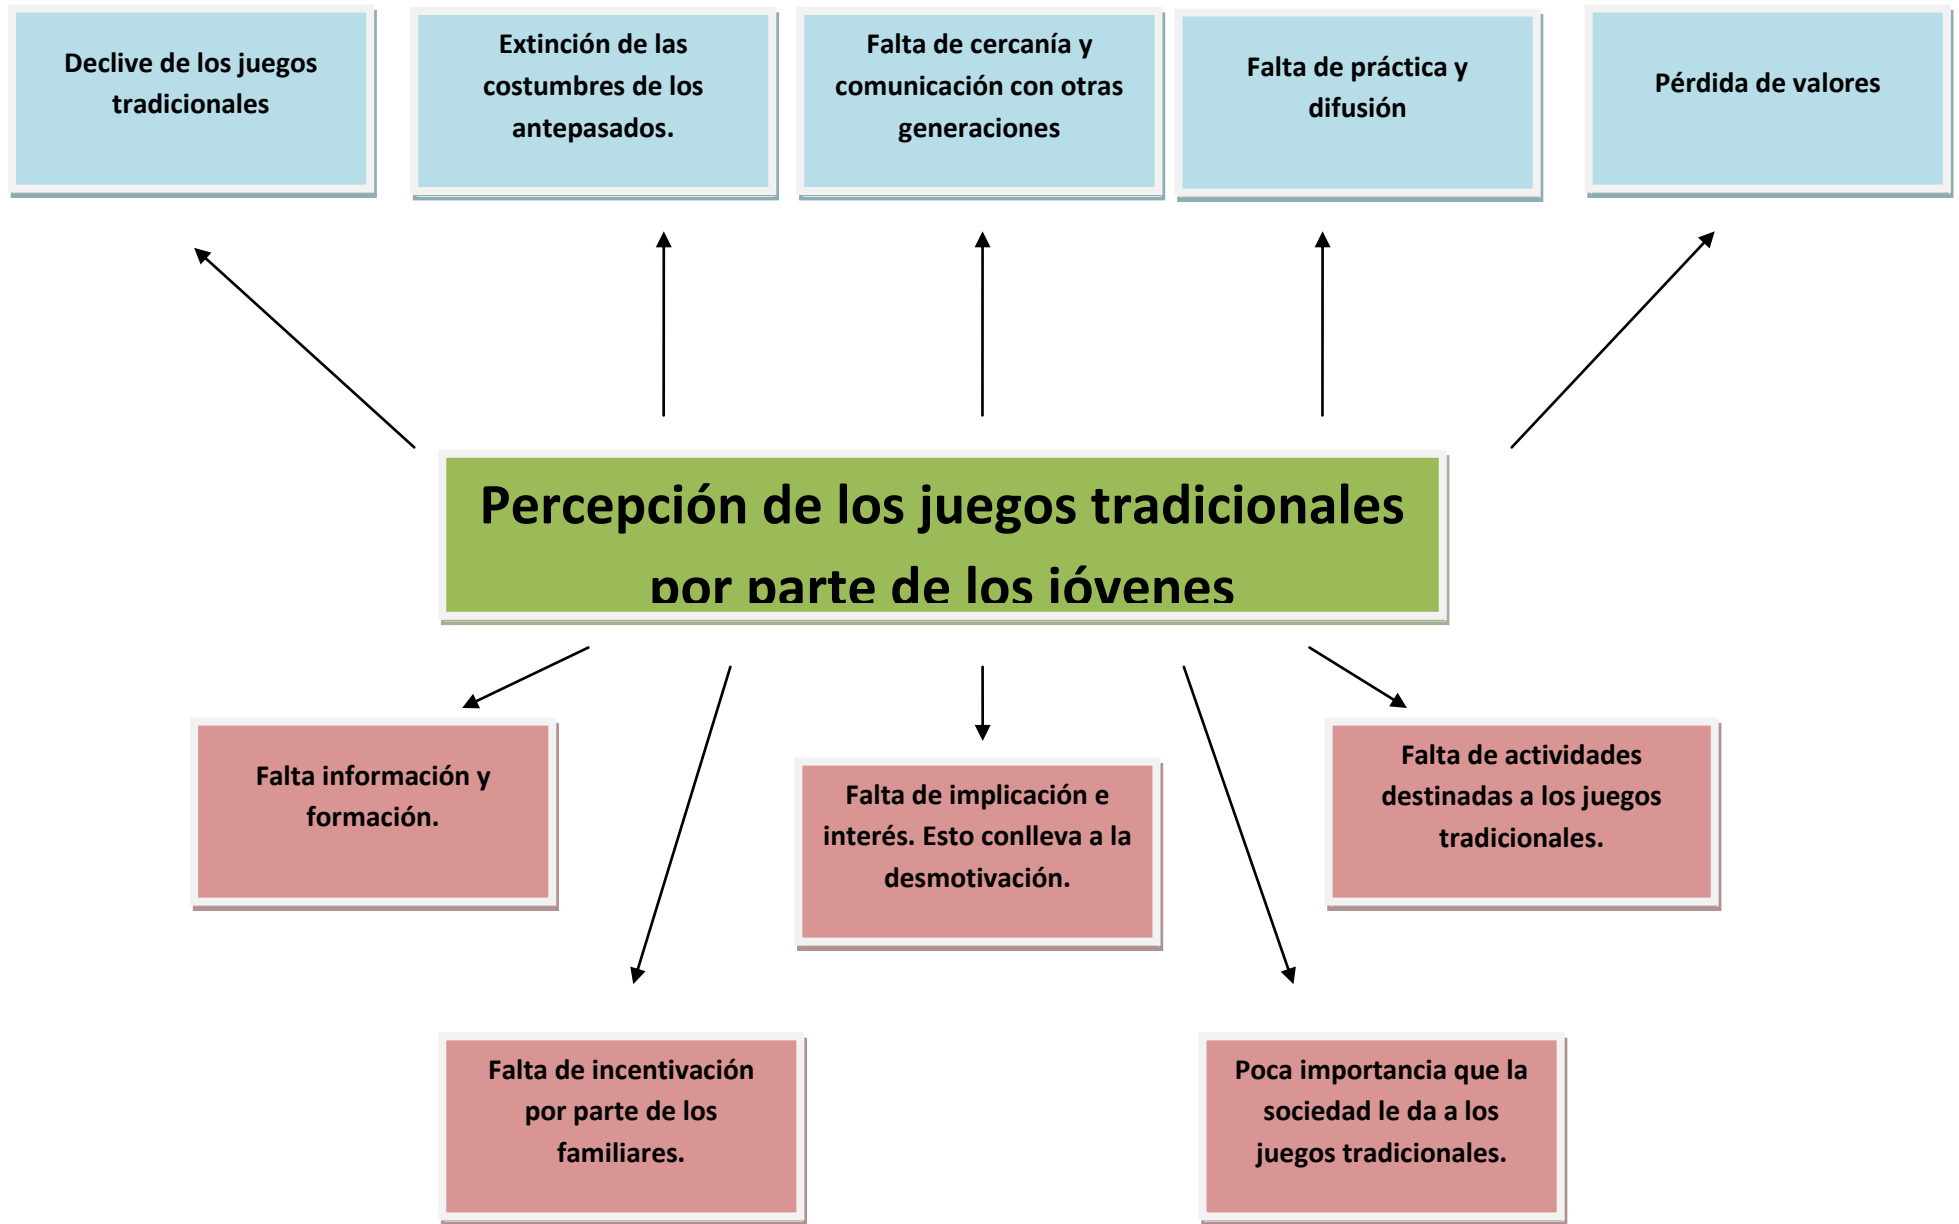 Declive de los juegos
tradicionales
Extinción de las
costumbres de los
antepasados.
Falta de cercanía y
comunicación con otras
generaciones
Falta de práctica y
difusión
Pérdida de valores
Percepción de los juegos tradicionales
por parte de los jóvenes
Falta información y
formación.
Falta de implicación e
interés. Esto conlleva a la
desmotivación.
Falta de actividades
destinadas a los juegos
tradicionales.
Falta de incentivación
por parte de los
familiares.
Poca importancia que la
sociedad le da a los
juegos tradicionales.